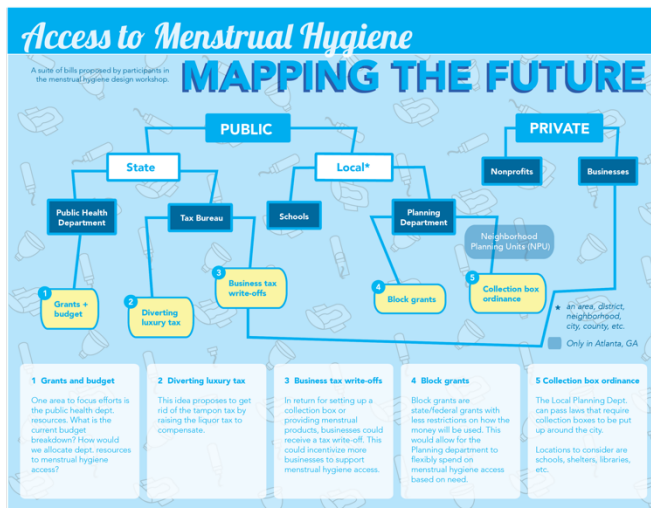 Access to Menstrual Hygiene
A suite of bills proposed by participants in
the menstrual hygiene design workshop.
MAPPING THE FUTURE
PUBLIC
PRIVATE
State
Local*
Nonprofits
Businesses
Public Health
Department
Tax Bureau
Schools
Planning
Department
Neighborhood
Planning Units (NPU)
1
Grants +
budget
2
Diverting
luxury tax
3
Business tax
write-offs
4
Block grants
5
Collection box
ordinance
* an area, district,
neighborhood,
city, county, etc.
Only in Atlanta, GA
1 Grants and budget
One area to focus efforts is
the public health dept.
resources. What is the
current budget
breakdown? How would
we allocate dept. resources
to menstrual hygiene
access?
2 Diverting luxury tax
This idea proposes to get
rid of the tampon tax by
raising the liquor tax to
compensate.
3 Business tax write-offs
In return for setting up a
collection box or
providing menstrual
products, businesses could
receive a tax write-off. This
could incentivize more
businesses to support
menstrual hygiene access.
4 Block grants
Block grants are
state/federal grants with
less restrictions on how
the money will be used. This
would allow for the
Planning department to
flexibly spend on
menstrual hygiene access
based on need.
5 Collection box ordinance
The Local Planning Dept.
can pass laws that require
collection boxes to be put
up around the city.
Locations to consider are
schools, shelters, libraries,
etc.